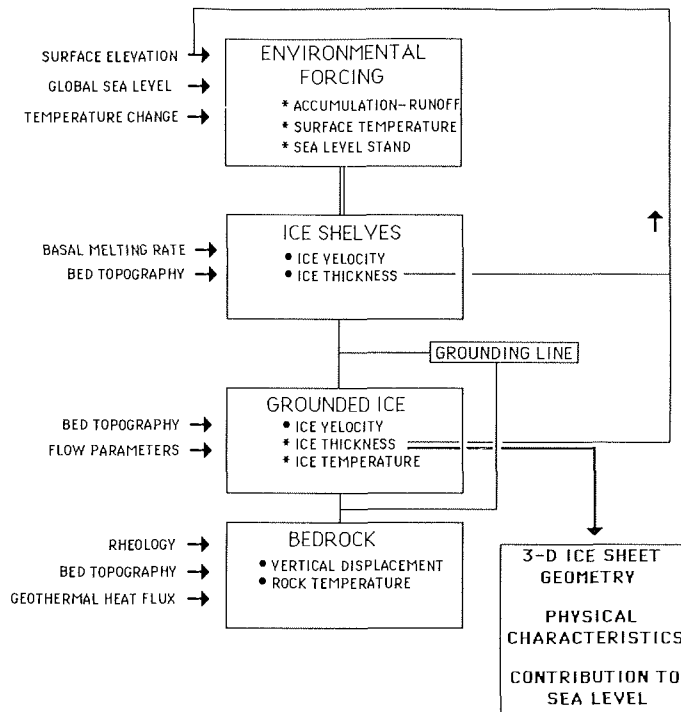 SURFACE ELEVATION
GLOBAL SEA LEVEL
TEMPERATURE CHANGE
ENVIRONMENTAL
FORCING
* ACCUMULATION-RUNOFF
* SURFACE TEMPERATURE
* SEA LEVEL STAND
BASAL MELTING RATE
BED TOPOGRAPHY
ICE SHELVES
• ICE VELOCITY
• ICE THICKNESS
GROUNDING LINE
BED TOPOGRAPHY
FLOW PARAMETERS
GROUNDED ICE
• ICE VELOCITY
* ICE THICKNESS
* ICE TEMPERATURE
RHEOLOGY
BED TOPOGRAPHY
GEOTHERMAL HEAT FLUX
BEDROCK
• VERTICAL DISPLACEMENT
• ROCK TEMPERATURE
3-D ICE SHEET
GEOMETRY
PHYSICAL
CHARACTERISTICS
CONTRIBUTION TO
SEA LEVEL